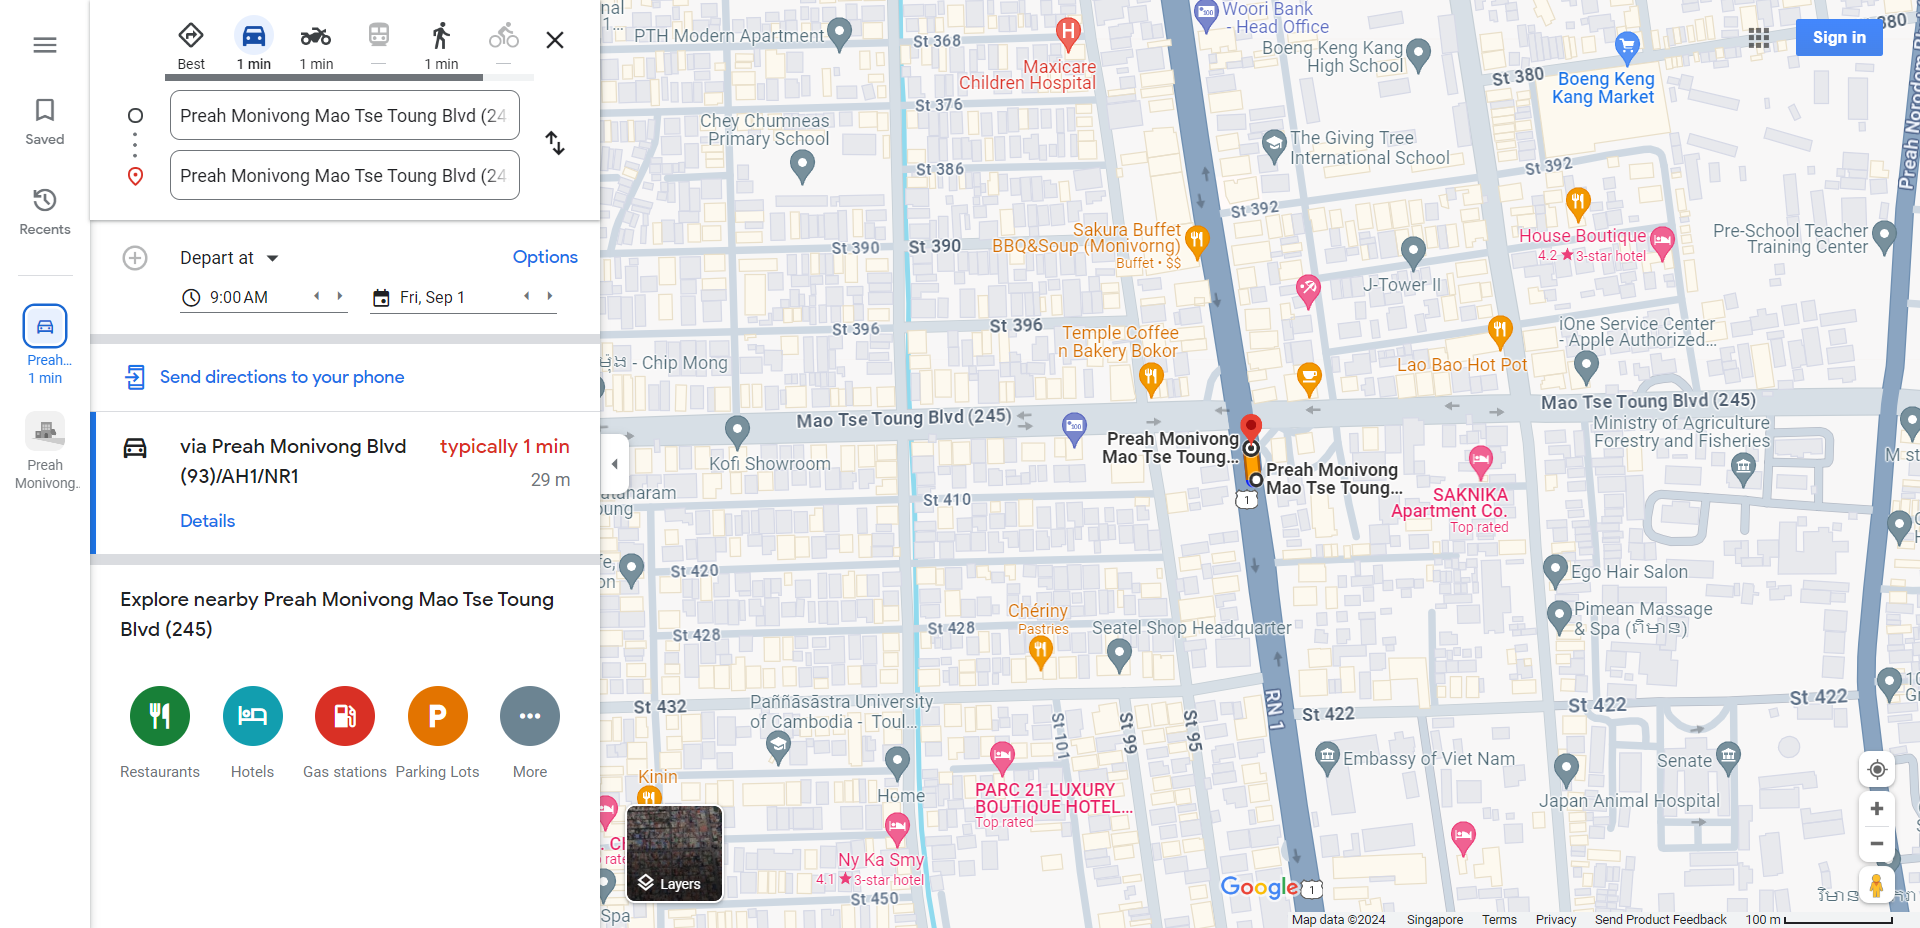 Best
1 min
1 min
1 min
Saved
Recents
Preah...
1 min
Preah
Monivong...
Preah Monivong Mao Tse Toung Blvd (24
Preah Monivong Mao Tse Toung Blvd (24
Depart at
Options
9:00 AM
Fri, Sep 1
Send directions to your phone
via Preah Monivong Blvd
(93)/AH1/NR1
typically 1 min
29 m
Details
Explore nearby Preah Monivong Mao Tse Toung
Blvd (245)
Restaurants
Hotels
Gas stations
Parking Lots
More
Woori Bank
- Head Office
PTH Modern Apartment
St 368
Maxicare
Children Hospital
Boeng Keng Kang
High School
St 380
380
Sign in
Boeng Keng
Kang Market
St 376
Chey Chumneas
Primary School
The Giving Tree
International School
St 386
St 392
St 392
Preah Norodom
Sakura Buffet
BBQ&Soup (Monivorng)
Buffet • $$
St 390
St 390
House Boutique
4.2 ★ 3-star hotel
Pre-School Teacher
Training Center
J-Tower II
St 396
St 396
Temple Coffee
n Bakery Bokor
iOne Service Center
- Apple Authorized...
- Chip Mong
Lao Bao Hot Pot
Mao Tse Toung Blvd (245)
Mao Tse Toung Blvd (245)
Ministry of Agriculture
Forestry and Fisheries
Preah Monivong
Mao Tse Toung...
Preah Monivong
Mao Tse Toung...
1
Kofi Showroom
M st
SAKNIKA
Apartment Co.
Top rated
St 410
St 420
Ego Hair Salon
Pimean Massage
& Spa (ពិមាន)
Chériny
Pastries
Seatel Shop Headquarter
St 428
St 428
St 432
Paññāsāstra University
of Cambodia - Toul...
St 101
St 99
St 95
RN 1
St 422
St 422
St 422
Embassy of Viet Nam
Senate
Kinin
Home
PARC 21 LUXURY
BOUTIQUE HOTEL...
Top rated
Japan Animal Hospital
Ny Ka Smy
4.1 ★ 3-star hotel
St 450
Spa
Layers
Google
1
Map data ©2024
Singapore
Terms
Privacy
Send Product Feedback
100 m